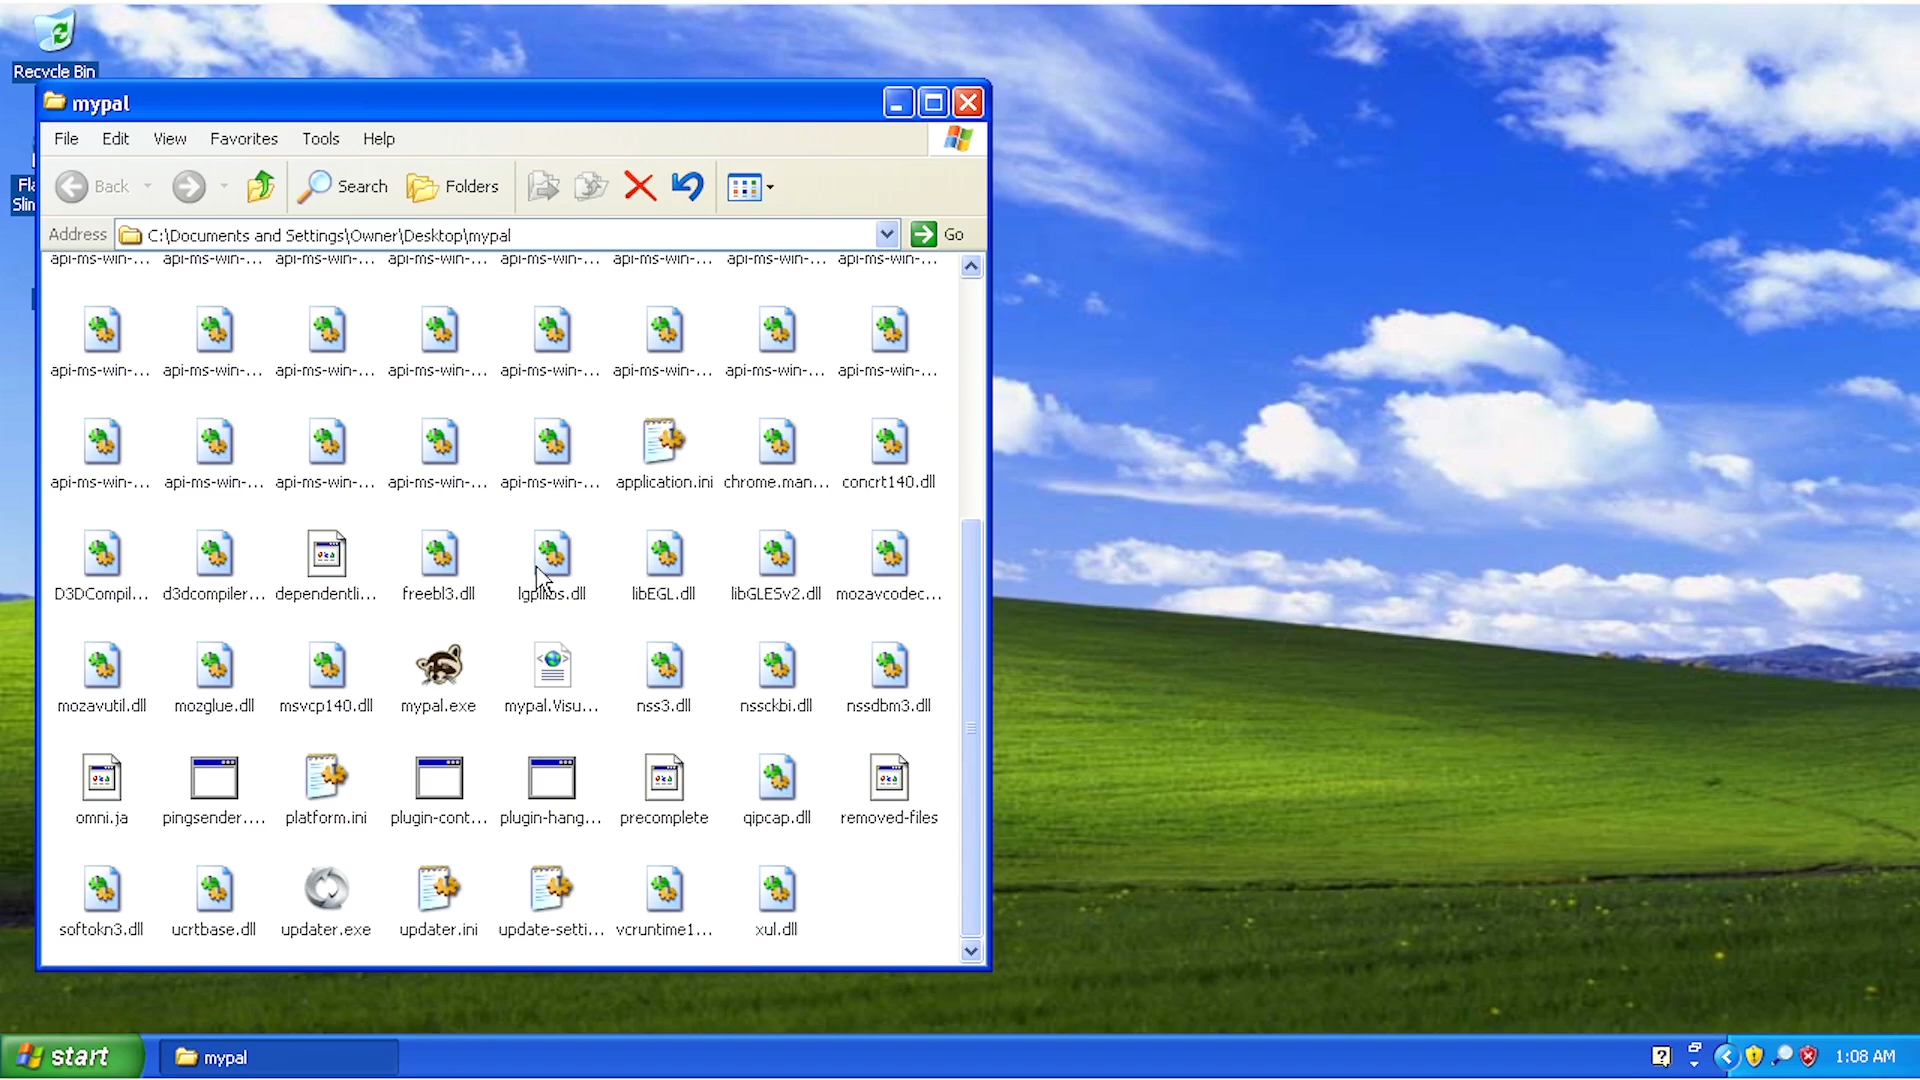 Recycle Bin
mypal
File Edit View Favorites Tools Help
Back Search Folders
Address C:\Documents and Settings\Owner\Desktop\mypal Go
api-ms-win-... api-ms-win-... api-ms-win-... api-ms-win-... api-ms-win-... api-ms-win-... api-ms-win-... api-ms-win-...
api-ms-win-... api-ms-win-... api-ms-win-... api-ms-win-... api-ms-win-... api-ms-win-... api-ms-win-... api-ms-win-...
api-ms-win-... api-ms-win-... api-ms-win-... api-ms-win-... api-ms-win-... application.ini chrome.man... concrt140.dll
D3DCompil... d3dcompiler... dependentli... freebl3.dll lgpllibs.dll libEGL.dll libGLESv2.dll mozavcodec...
mozavutil.dll mozglue.dll msvcp140.dll mypal.exe mypal.Visu... nss3.dll nssckbi.dll nssdbm3.dll
omni.ja pingsender.... platform.ini plugin-cont... plugin-hang... precomplete qipcap.dll removed-files
softokn3.dll ucrtbase.dll updater.exe updater.ini update-setti... vcruntime1... xul.dll
Fla
Slin
start mypal 1:08 AM